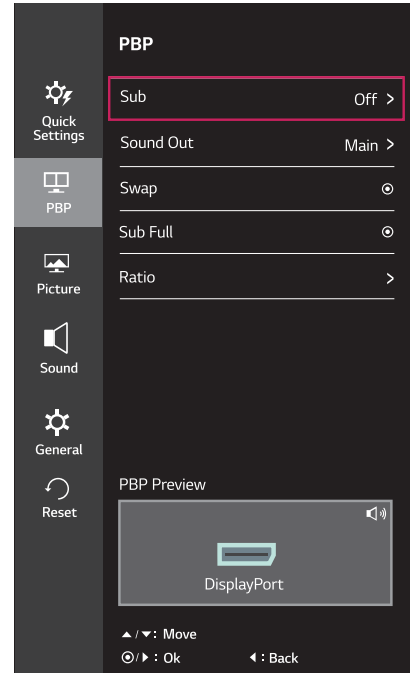 PBP
Sub Off >
Quick
Settings
Sound Out Main >
Swap
PBP
Sub Full
Ratio >
Picture
Sound
General
Reset
PBP Preview
DisplayPort
▲/▼: Move
⦿/▶ : Ok ◀ : Back